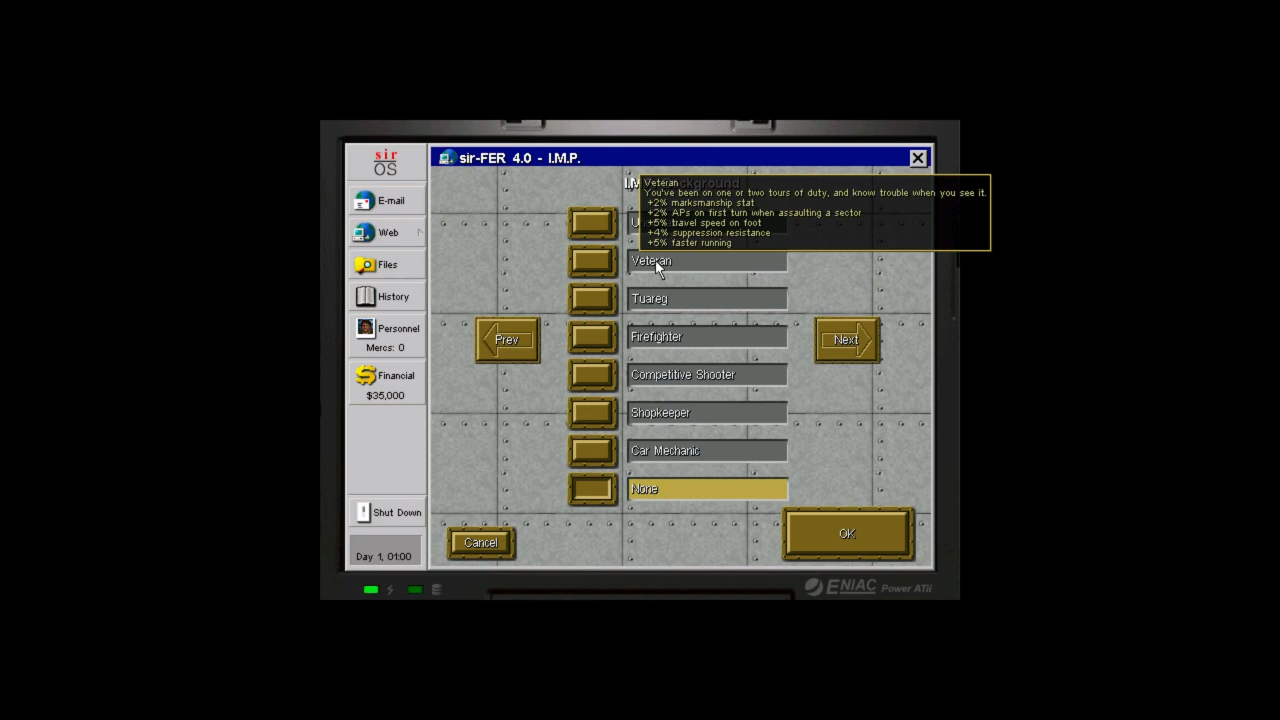 sir
OS
sir-FER 4.0 - I.M.P.
E-mail
Web
Files
History
Personnel
Mercs: 0
Financial
$35,000
Shut Down
Day 1, 01:00
I.M
Veteran
You've been on one or two tours of duty, and know trouble when you see it.
+2% marksmanship stat
+2% APs on first turn when assaulting a sector
+5% travel speed on foot
+4% suppression resistance
+5% faster running
Veteran
Tuareg
Firefighter
Competitive Shooter
Shopkeeper
Car Mechanic
None
Prev
Next
Cancel
OK
ENIAC Power ATii